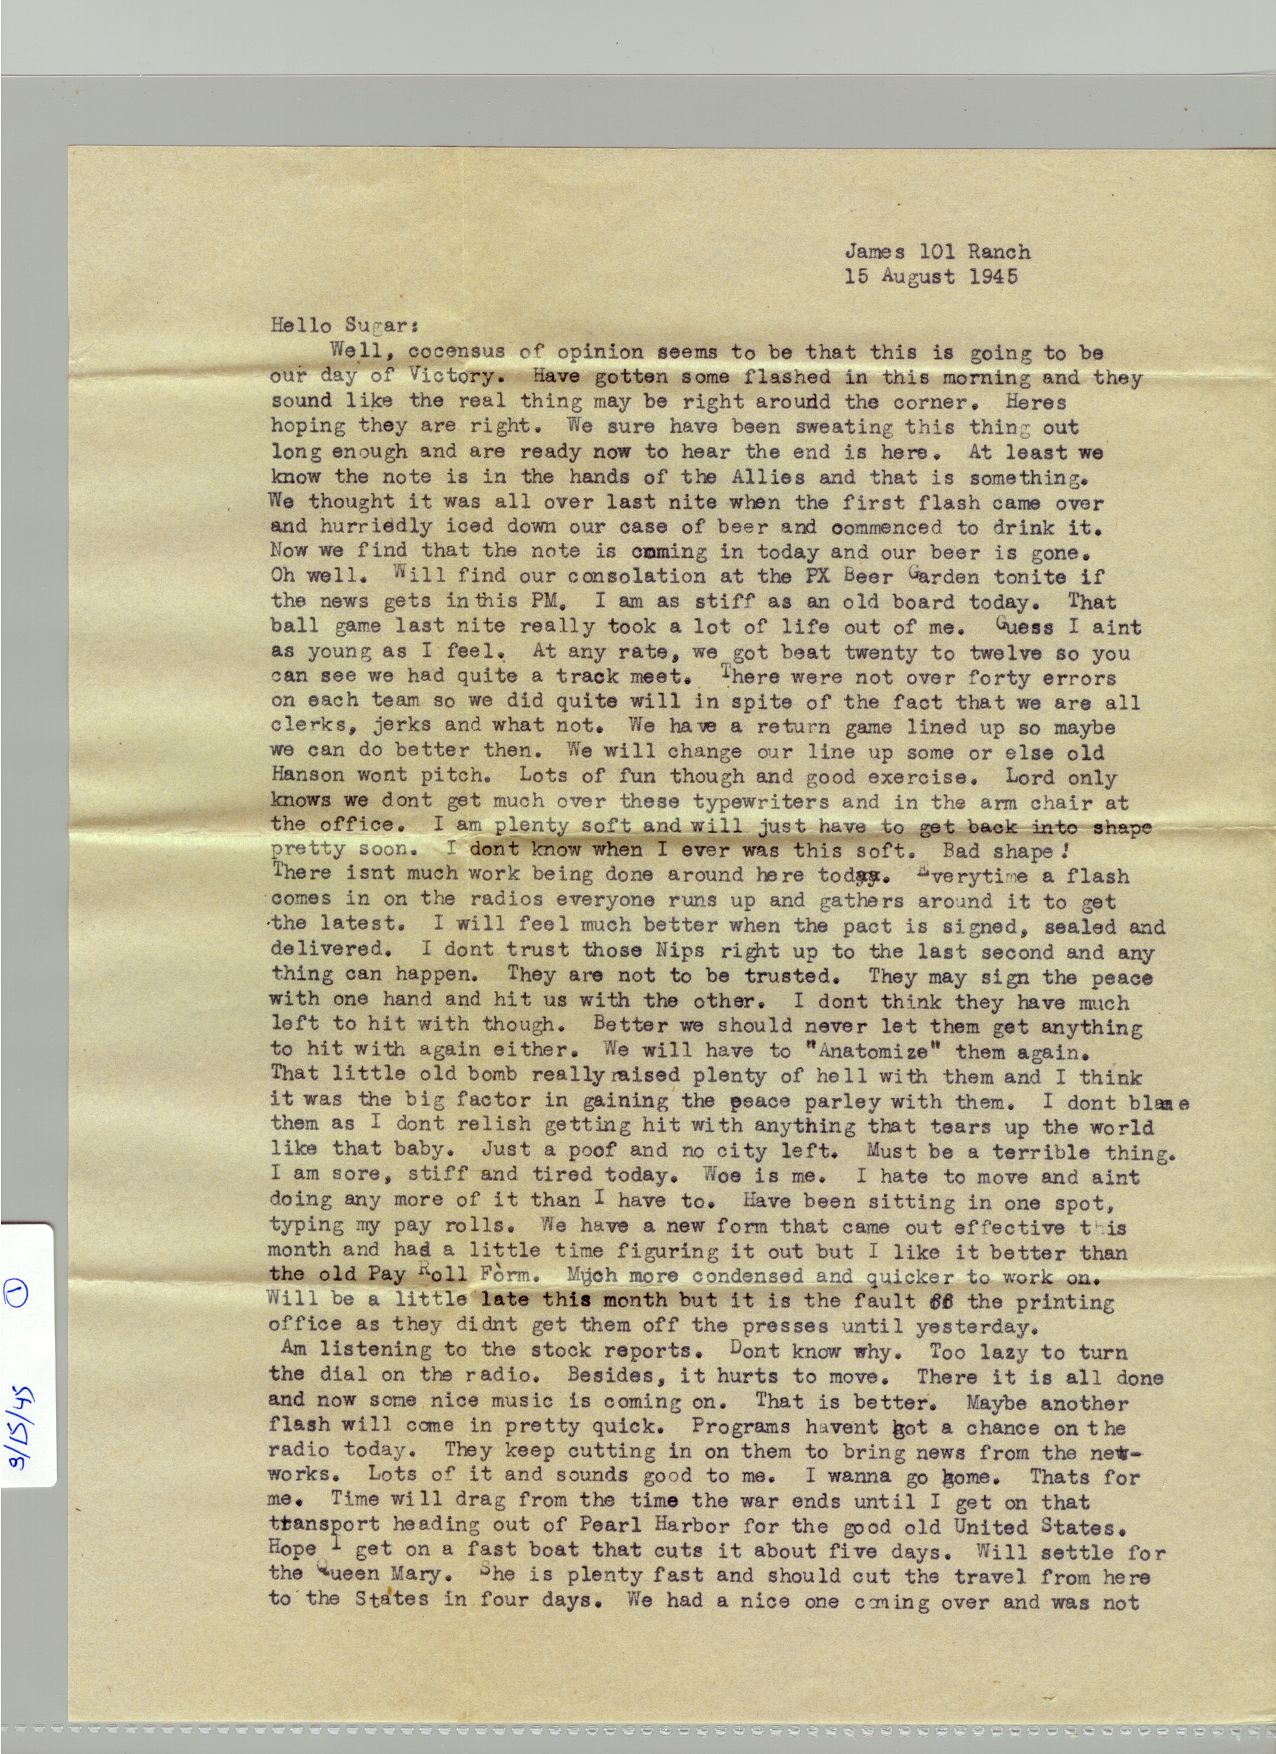 James 101 Ranch
15 August 1945
Hello Sugar:
Well, cocensus of opinion seems to be that this is going to be
our day of Victory. Have gotten some flashed in this morning and they
sound like the real thing may be right around the corner. Heres
hoping they are right. We sure have been sweating this thing out
long enough and are ready now to hear the end is here. At least we
know the note is in the hands of the Allies and that is something.
We thought it was all over last nite when the first flash came over
and hurriedly iced down our case of beer and commenced to drink it.
Now we find that the note is coming in today and our beer is gone.
Oh well. Will find our consolation at the PX Beer Garden tonite if
the news gets in this PM. I am as stiff as an old board today. That
ball game last nite really took a lot of life out of me. Guess I aint
as young as I feel. At any rate, we got beat twenty to twelve so you
can see we had quite a track meet. There were not over forty errors
on each team so we did quite will in spite of the fact that we are all
clerks, jerks and what not. We have a return game lined up so maybe
we can do better then. We will change our line up some or else old
Hanson wont pitch. Lots of fun though and good exercise. Lord only
knows we dont get much over these typewriters and in the arm chair at
the office. I am plenty soft and will just have to get back into shape
pretty soon. I dont know when I ever was this soft. Bad shape!
There isnt much work being done around here today. Everytime a flash
comes in on the radios everyone runs up and gathers around it to get
the latest. I will feel much better when the pact is signed, sealed and
delivered. I dont trust those Nips right up to the last second and any
thing can happen. They are not to be trusted. They may sign the peace
with one hand and hit us with the other. I dont think they have much
left to hit with though. Better we should never let them get anything
to hit with again either. We will have to "Anatomize" them again.
That little old bomb really raised plenty of hell with them and I think
it was the big factor in gaining the peace parley with them. I dont blame
them as I dont relish getting hit with anything that tears up the world
like that baby. Just a poof and no city left. Must be a terrible thing.
I am sore, stiff and tired today. Woe is me. I hate to move and aint
doing any more of it than I have to. Have been sitting in one spot,
typing my pay rolls. We have a new form that came out effective this
month and had a little time figuring it out but I like it better than
the old Pay Roll Form. Much more condensed and quicker to work on.
Will be a little late this month but it is the fault of the printing
office as they didnt get them off the presses until yesterday.
Am listening to the stock reports. Dont know why. Too lazy to turn
the dial on the radio. Besides, it hurts to move. There it is all done
and now some nice music is coming on. That is better. Maybe another
flash will come in pretty quick. Programs havent got a chance on the
radio today. They keep cutting in on them to bring news from the net-
works. Lots of it and sounds good to me. I wanna go home. Thats for
me. Time will drag from the time the war ends until I get on that
transport heading out of Pearl Harbor for the good old United States.
Hope I get on a fast boat that cuts it about five days. Will settle for
the Queen Mary. She is plenty fast and should cut the travel from here
to the States in four days. We had a nice one coming over and was not
8/15/45 1